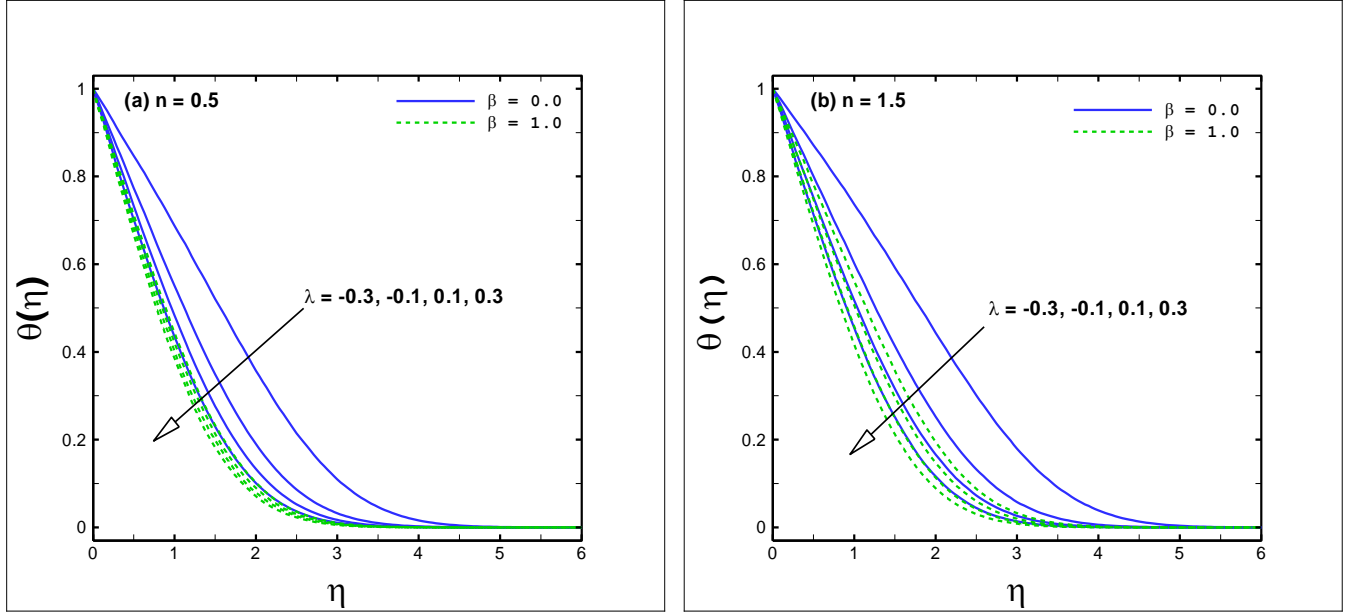 (a) n = 0.5
β = 0.0
β = 1.0
λ = -0.3, -0.1, 0.1, 0.3
θ(η)
1
0.8
0.6
0.4
0.2
0
0 1 2 3 4 5 6
η
(b) n = 1.5
β = 0.0
β = 1.0
λ = -0.3, -0.1, 0.1, 0.3
θ (η)
1
0.8
0.6
0.4
0.2
0
0 1 2 3 4 5 6
η